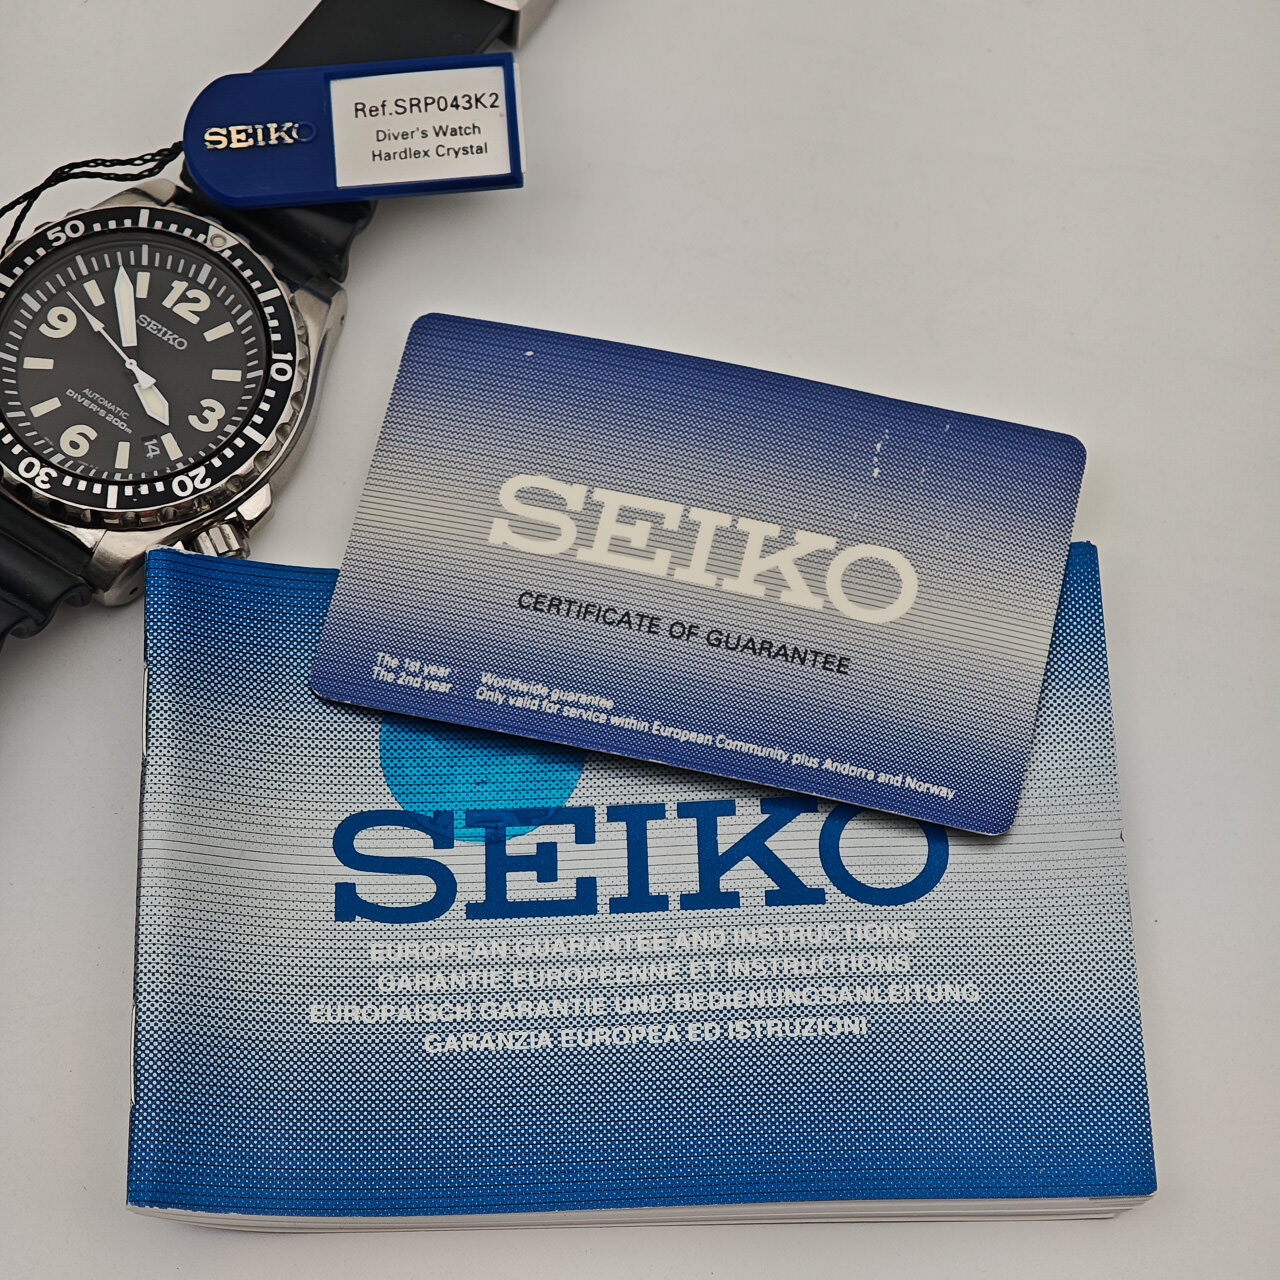 SEIKO
Ref.SRP043K2
Diver's Watch
Hardlex Crystal
50
12
9
SEIKO
10
3
AUTOMATIC
DIVER'S 200m
6
14
30
20
SEIKO
CERTIFICATE OF GUARANTEE
The 1st year Worldwide guarantee
The 2nd year Only valid for service within European Community plus Andorra and Norway
SEIKO
EUROPEAN GUARANTEE AND INSTRUCTIONS
GARANTIE EUROPEENNE ET INSTRUCTIONS
EUROPAISCH GARANTIE UND BEDIENUNGSANLEITUNG
GARANZIA EUROPEA ED ISTRUZIONI